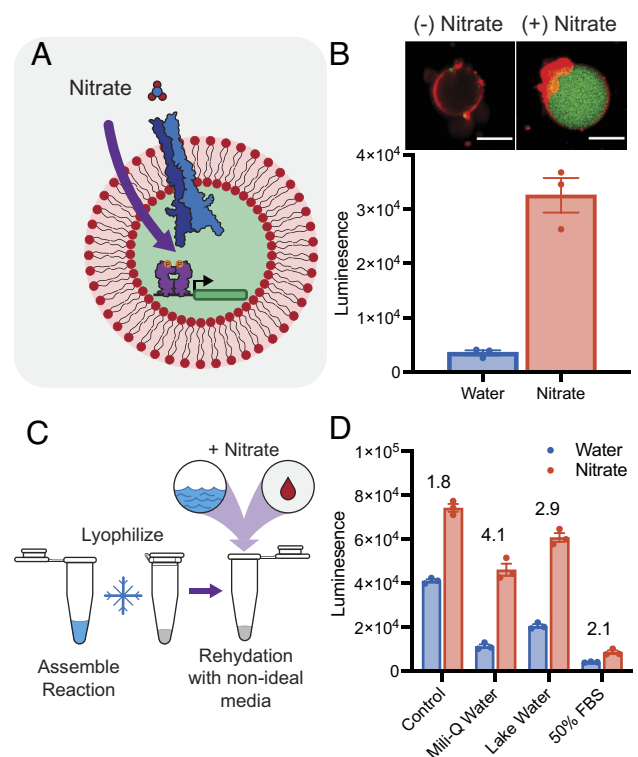 A
Nitrate
P P
B
(-) Nitrate
(+) Nitrate
Luminesence
4×10⁴
3×10⁴
2×10⁴
1×10⁴
0
Water
Nitrate
C
+ Nitrate
Lyophilize
Assemble
Reaction
Rehydation
with non-ideal
media
D
Luminesence
1×10⁵
8×10⁴
6×10⁴
4×10⁴
2×10⁴
0
Water
Nitrate
1.8
4.1
2.9
2.1
Control
Mili-Q Water
Lake Water
50% FBS